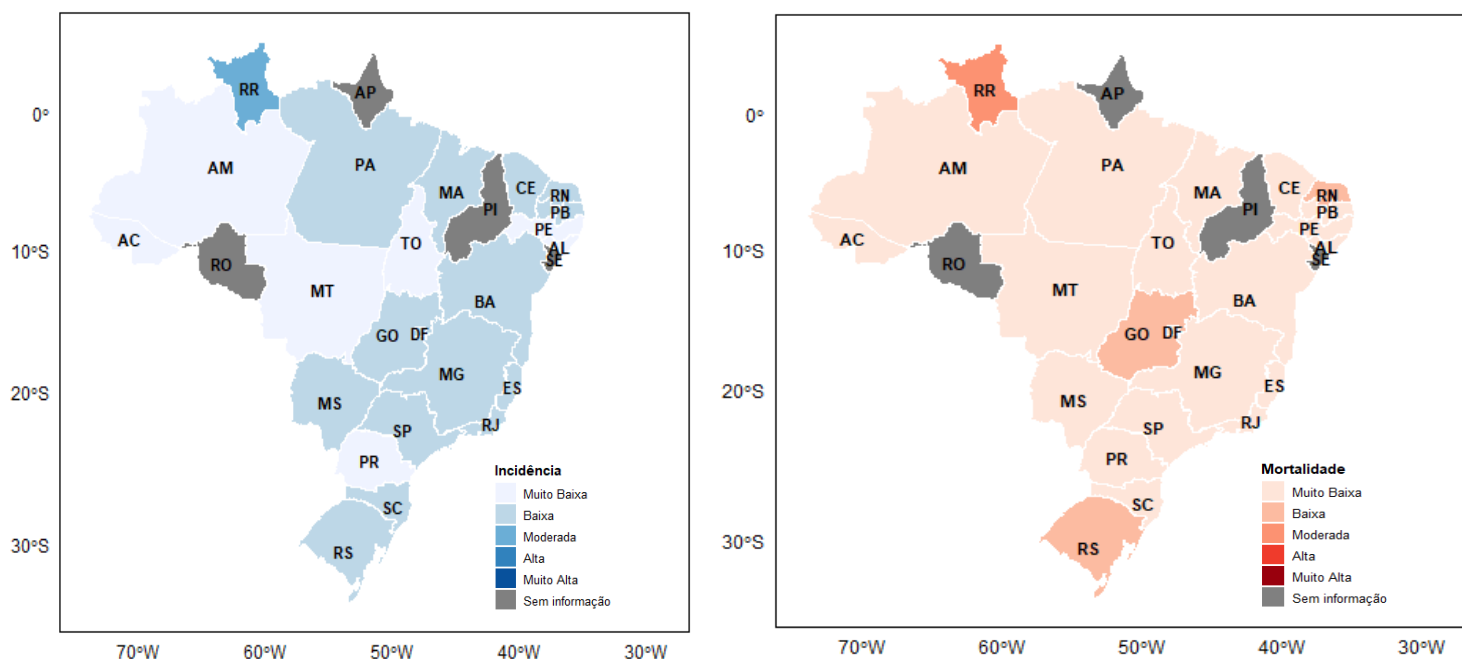 RR
AP
0°
AM
PA
MA
CE
RN
PB
PI
PE
AL
SE
AC
TO
10°S
RO
MT
BA
GO
DF
MG
20°S
MS
ES
SP
RJ
PR
SC
30°S
RS
Incidência
Muito Baixa
Baixa
Moderada
Alta
Muito Alta
Sem informação
70°W 60°W 50°W 40°W 30°W
RR
AP
0°
AM
PA
MA
CE
RN
PB
PI
PE
AL
SE
AC
TO
10°S
RO
MT
BA
GO
DF
MG
20°S
MS
ES
SP
RJ
PR
SC
30°S
RS
Mortalidade
Muito Baixa
Baixa
Moderada
Alta
Muito Alta
Sem informação
70°W 60°W 50°W 40°W 30°W